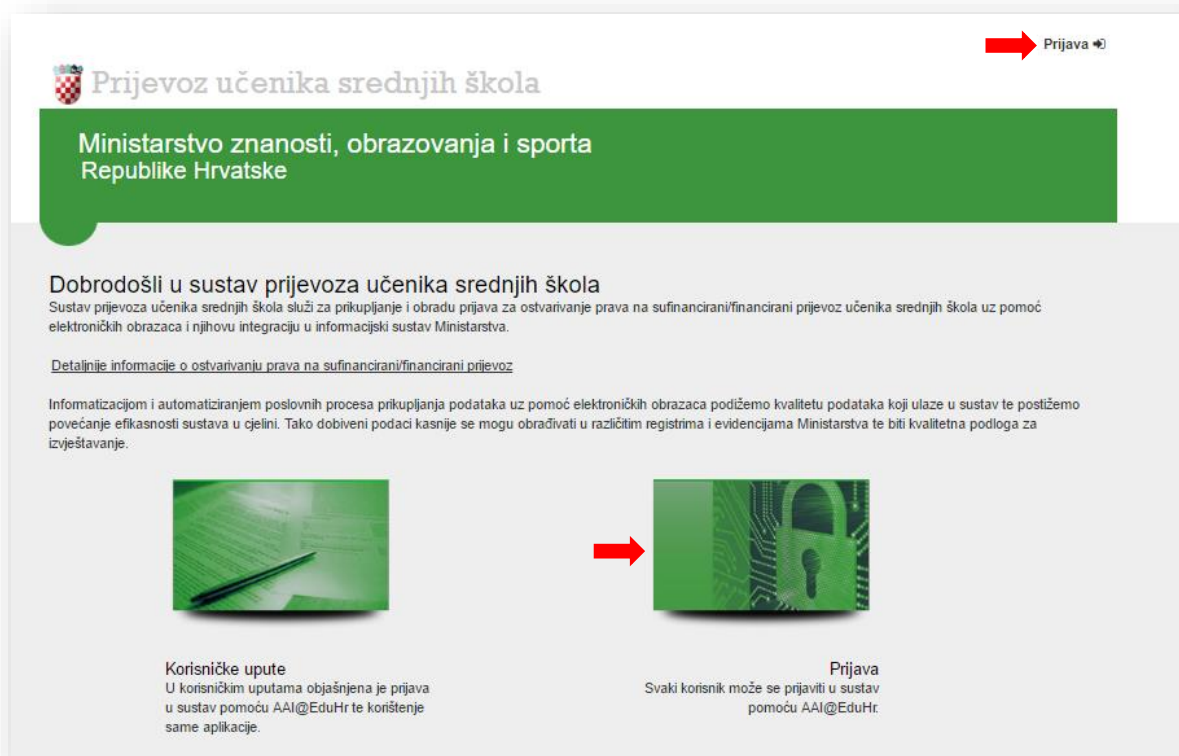 Prijava
Prijevoz učenika srednjih škola
Ministarstvo znanosti, obrazovanja i sporta
Republike Hrvatske
Dobrodošli u sustav prijevoza učenika srednjih škola
Sustav prijevoza učenika srednjih škola služi za prikupljanje i obradu prijava za ostvarivanje prava na sufinancirani/financirani prijevoz učenika srednjih škola uz pomoć
elektroničkih obrazaca i njihovu integraciju u informacijski sustav Ministarstva.
Detaljnije informacije o ostvarivanju prava na sufinancirani/financirani prijevoz
Informatizacijom i automatiziranjem poslovnih procesa prikupljanja podataka uz pomoć elektroničkih obrazaca podižemo kvalitetu podataka koji ulaze u sustav te postižemo
povećanje efikasnosti sustava u cjelini. Tako dobiveni podaci kasnije se mogu obrađivati u različitim registrima i evidencijama Ministarstva te biti kvalitetna podloga za
izvještavanje.
Korisničke upute
U korisničkim uputama objašnjena je prijava
u sustav pomoću AAI@EduHr te korištenje
same aplikacije.
Prijava
Svaki korisnik može se prijaviti u sustav
pomoću AAI@EduHr.